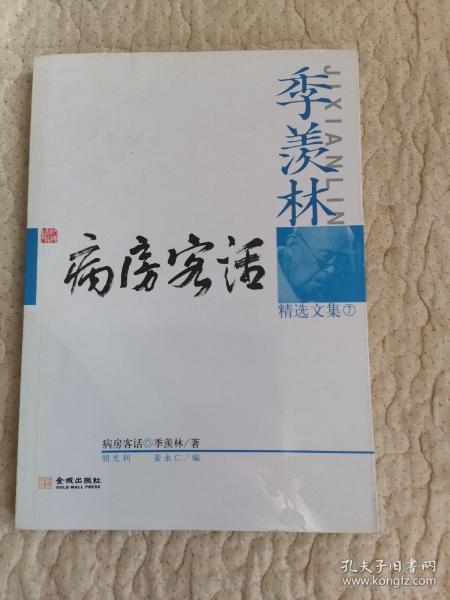 季羡林
JIXIANLIN
病房客话
精选文集⑦
病房客话◎季羡林/著
胡光利 姜永仁/编
金城出版社
GOLD WALL PRESS
孔夫子旧书网
www.kongfz.com